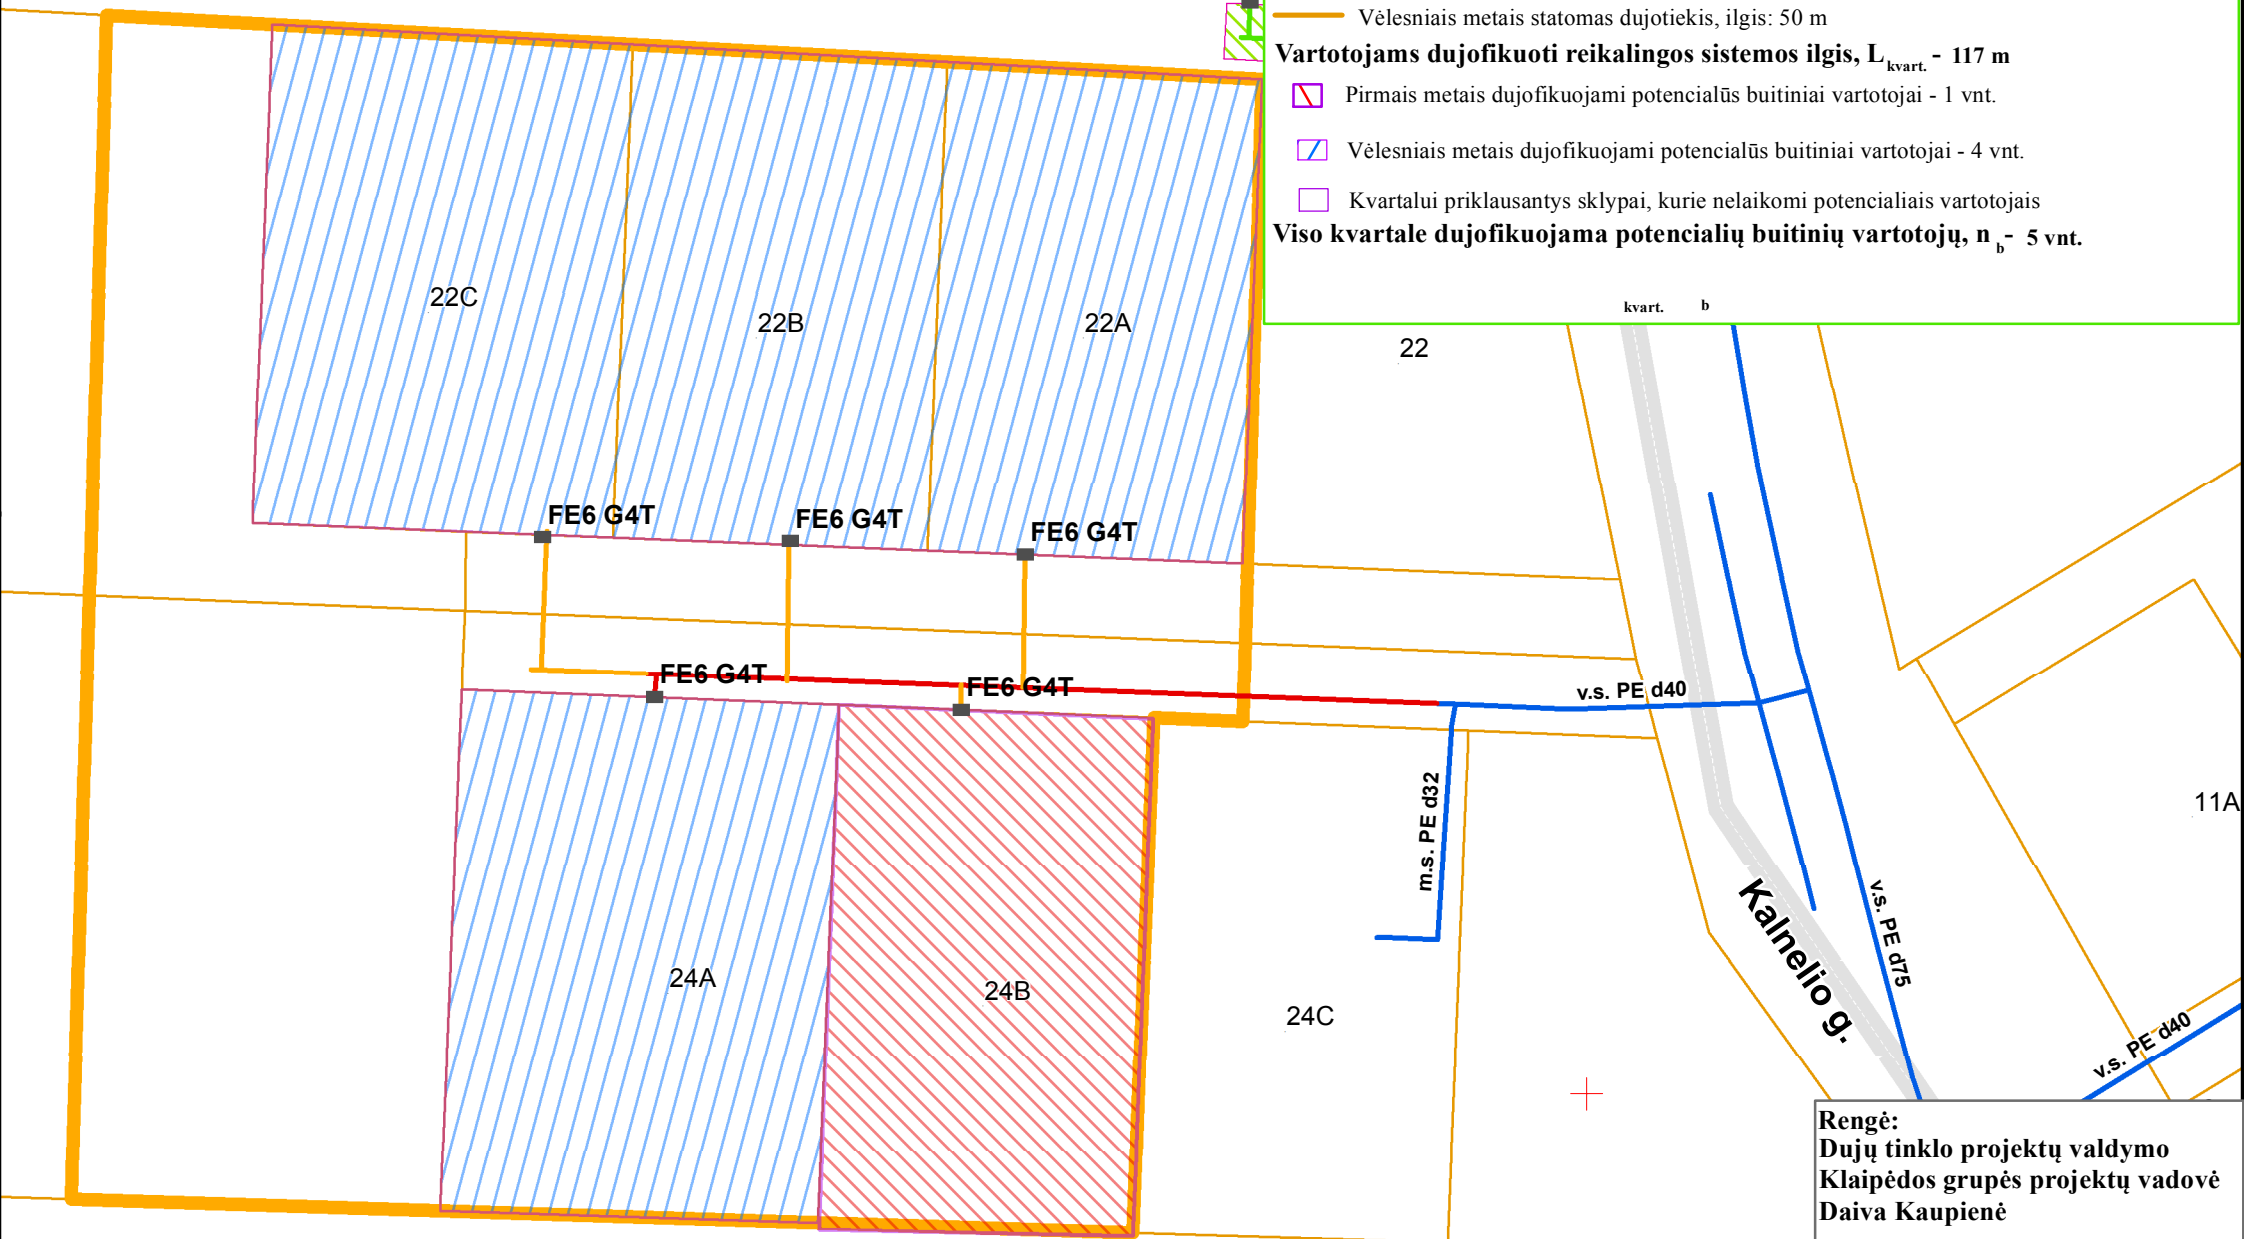 Vėlesniais metais statomas dujotiekis, ilgis: 50 m
Vartotojams dujofikuoti reikalingos sistemos ilgis, L kvart. - 117 m
Pirmais metais dujofikuojami potencialūs buitiniai vartotojai - 1 vnt.
Vėlesniais metais dujofikuojami potencialūs buitiniai vartotojai - 4 vnt.
Kvartalui priklausantys sklypai, kurie nelaikomi potencialiais vartotojais
Viso kvartale dujofikuojama potencialių buitinių vartotojų, n b - 5 vnt.
kvart. b
22C
22B
22A
22
FE6 G4T
FE6 G4T
FE6 G4T
FE6 G4T
FE6 G4T
v.s. PE d40
m.s. PE d32
11A
24A
24B
24C
Kalnelio g.
v.s. PE d75
v.s. PE d40
Rengė:
Dujų tinklo projektų valdymo
Klaipėdos grupės projektų vadovė
Daiva Kaupienė